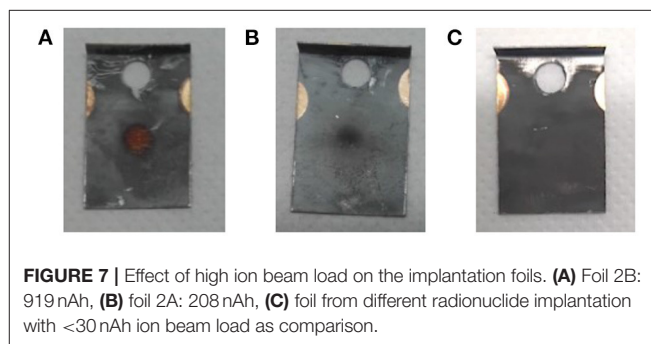 A B C
FIGURE 7 | Effect of high ion beam load on the implantation foils. (A) Foil 2B:
919 nAh, (B) foil 2A: 208 nAh, (C) foil from different radionuclide implantation
with <30 nAh ion beam load as comparison.